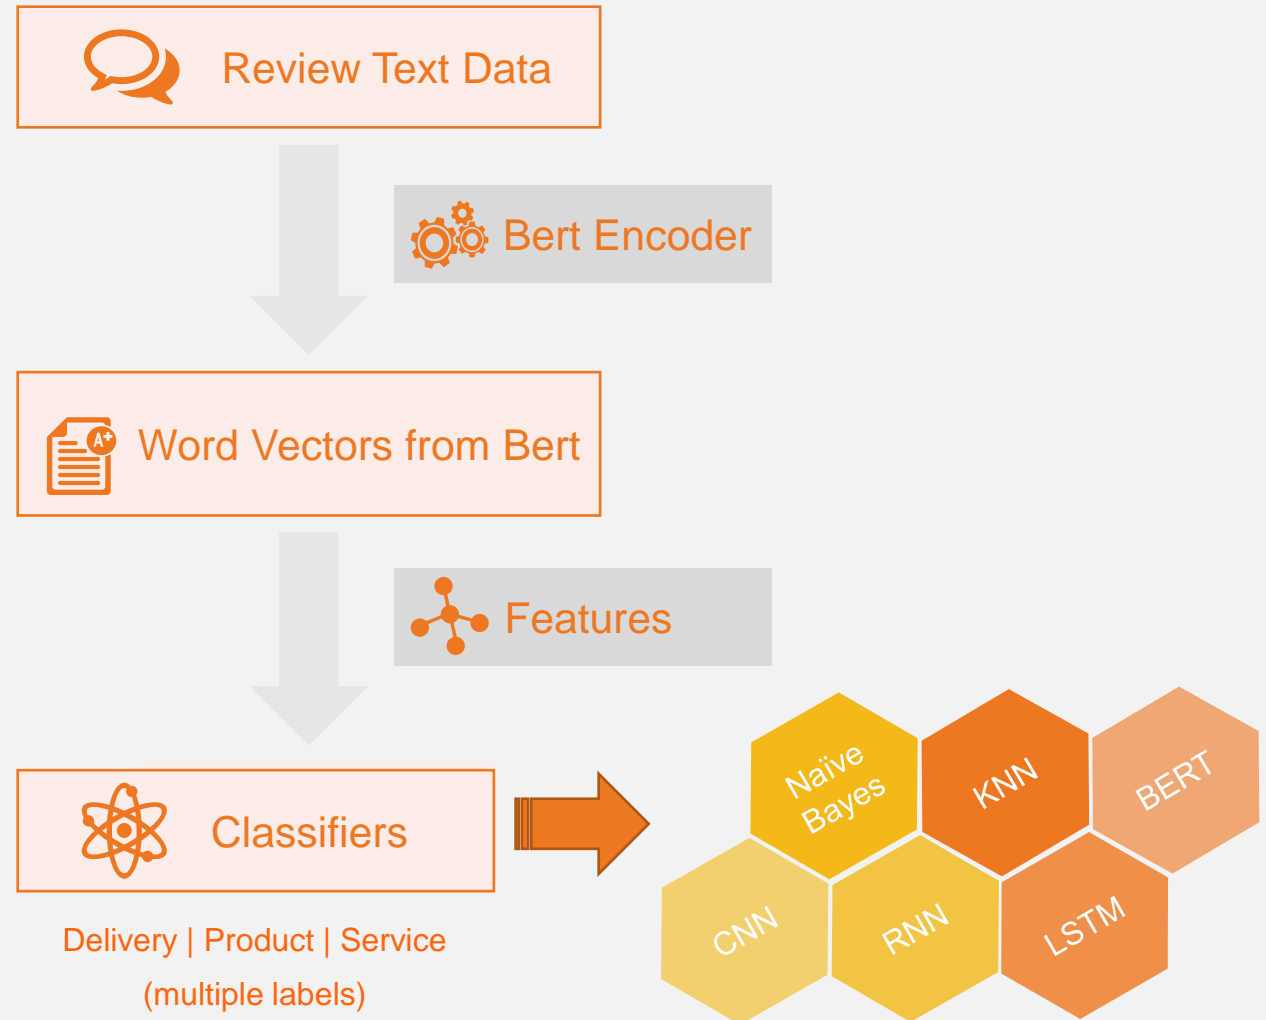 Review Text Data
Bert Encoder
A+
Word Vectors from Bert
Features
Classifiers
Delivery | Product | Service
(multiple labels)
Naïve
Bayes
KNN
BERT
CNN
RNN
LSTM